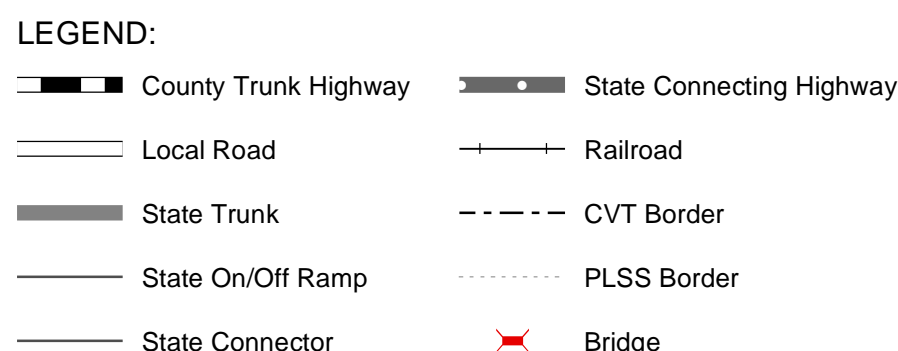 LEGEND:
County Trunk Highway
Local Road
State Trunk
State On/Off Ramp
State Connector
State Connecting Highway
Railroad
CVT Border
PLSS Border
Bridge